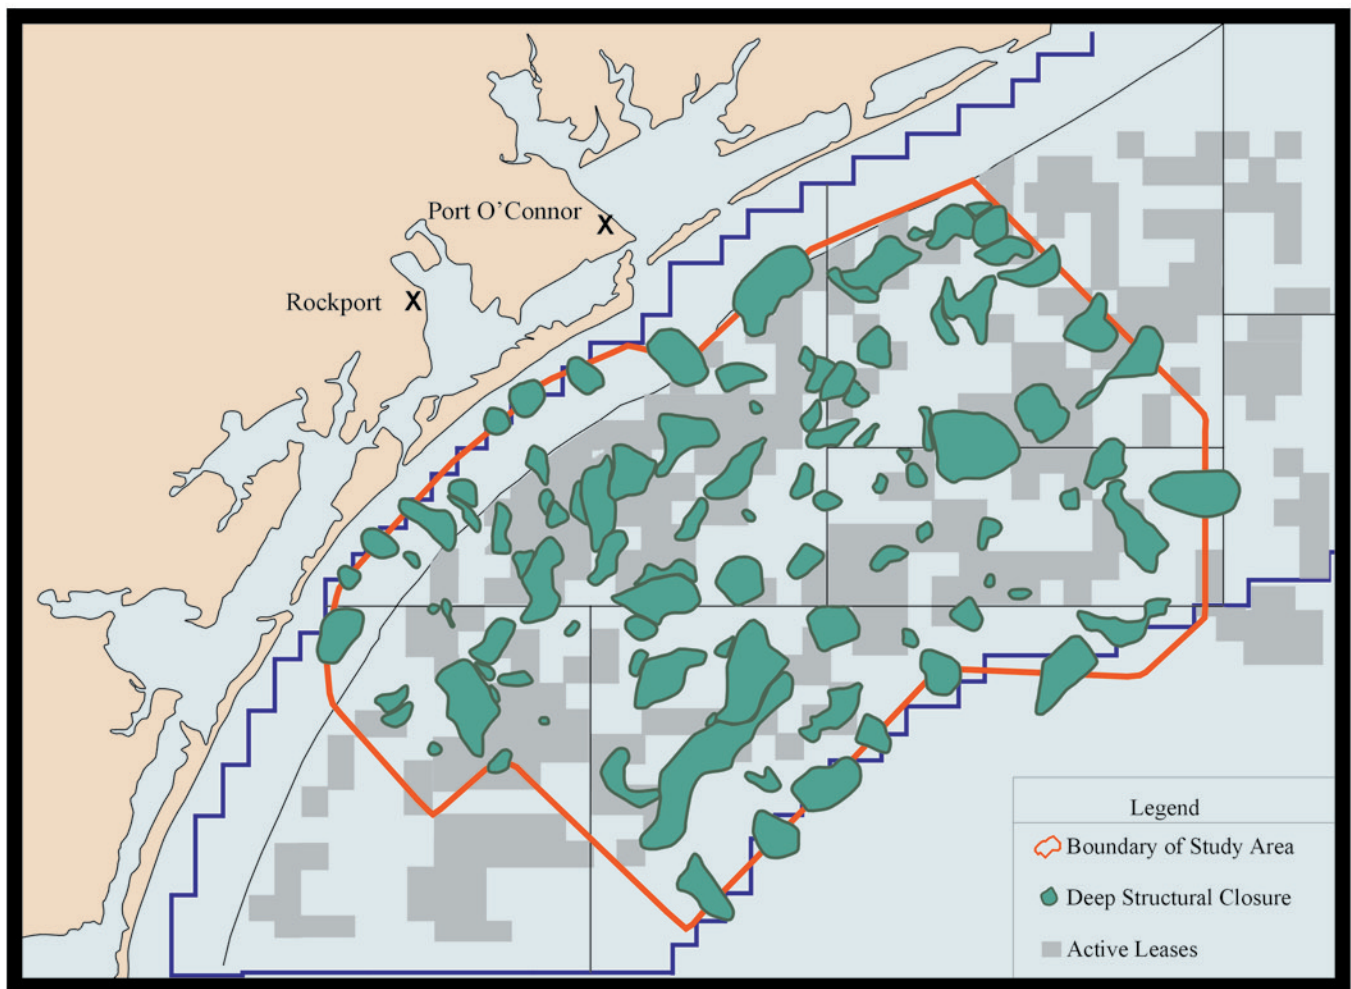 Port O’Connor
X
Rockport
X
Legend
Boundary of Study Area
Deep Structural Closure
Active Leases